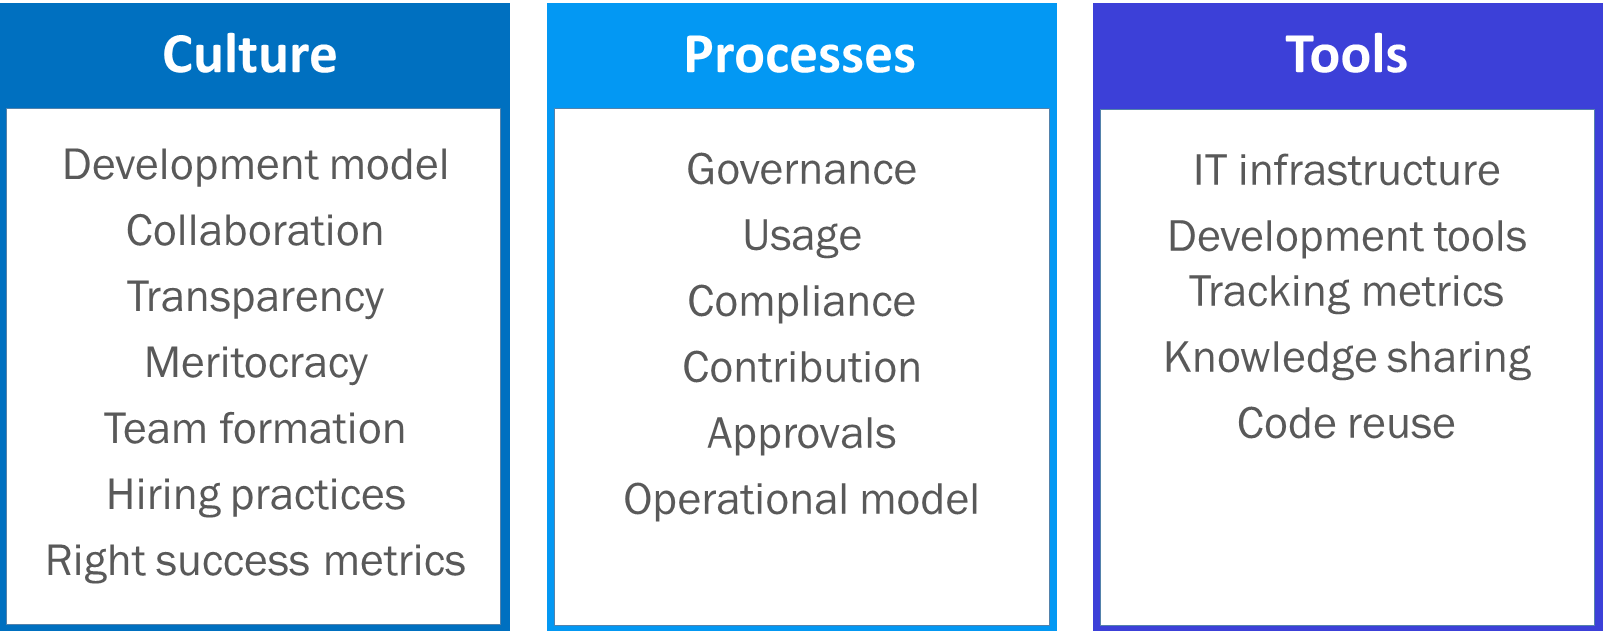 Culture
Development model
Collaboration
Transparency
Meritocracy
Team formation
Hiring practices
Right success metrics
Processes
Governance
Usage
Compliance
Contribution
Approvals
Operational model
Tools
IT infrastructure
Development tools
Tracking metrics
Knowledge sharing
Code reuse